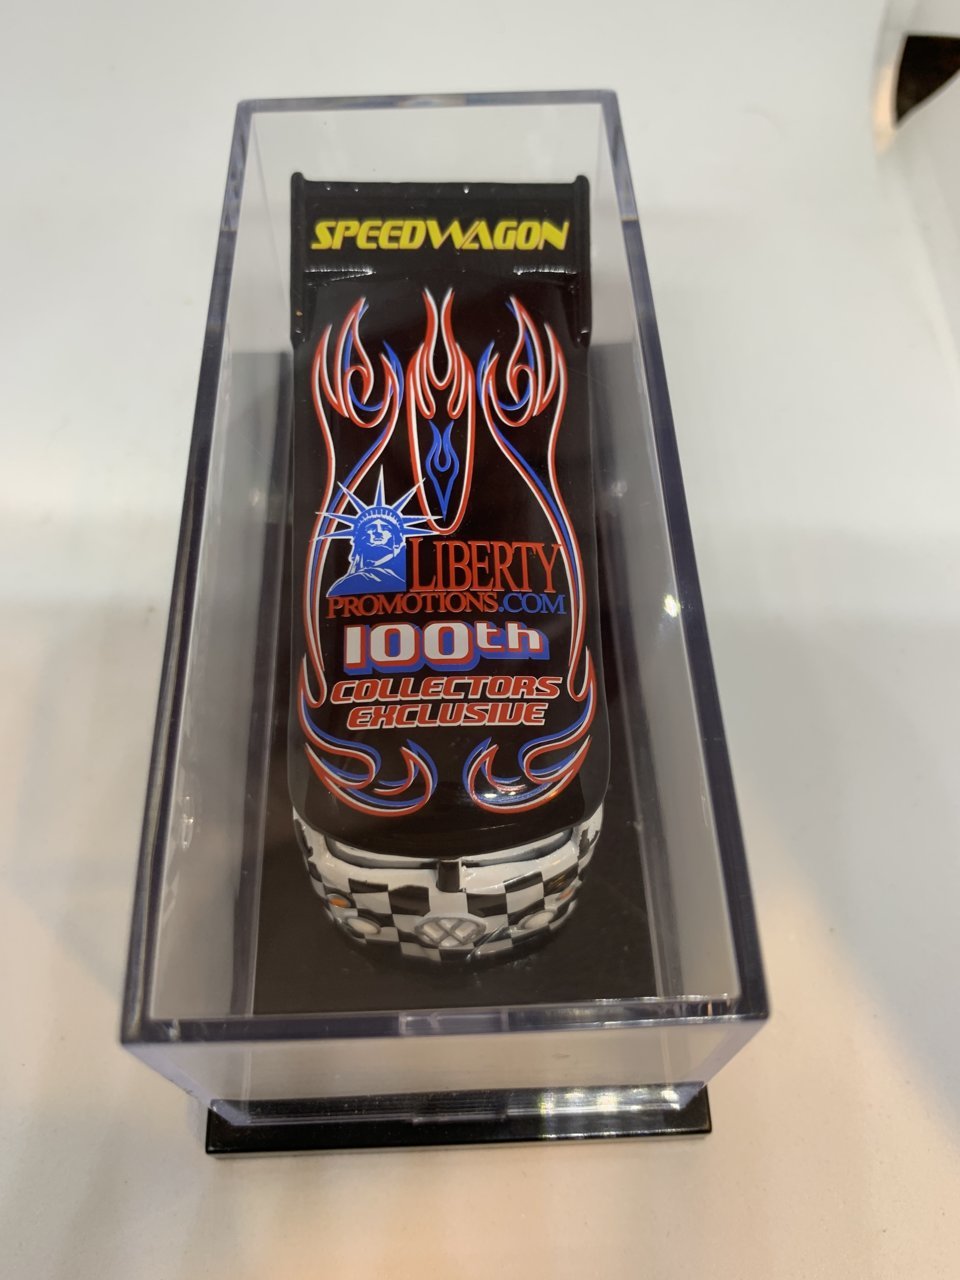 SPEEDWAGON
LIBERTY
PROMOTIONS.COM
100th
COLLECTORS
EXCLUSIVE